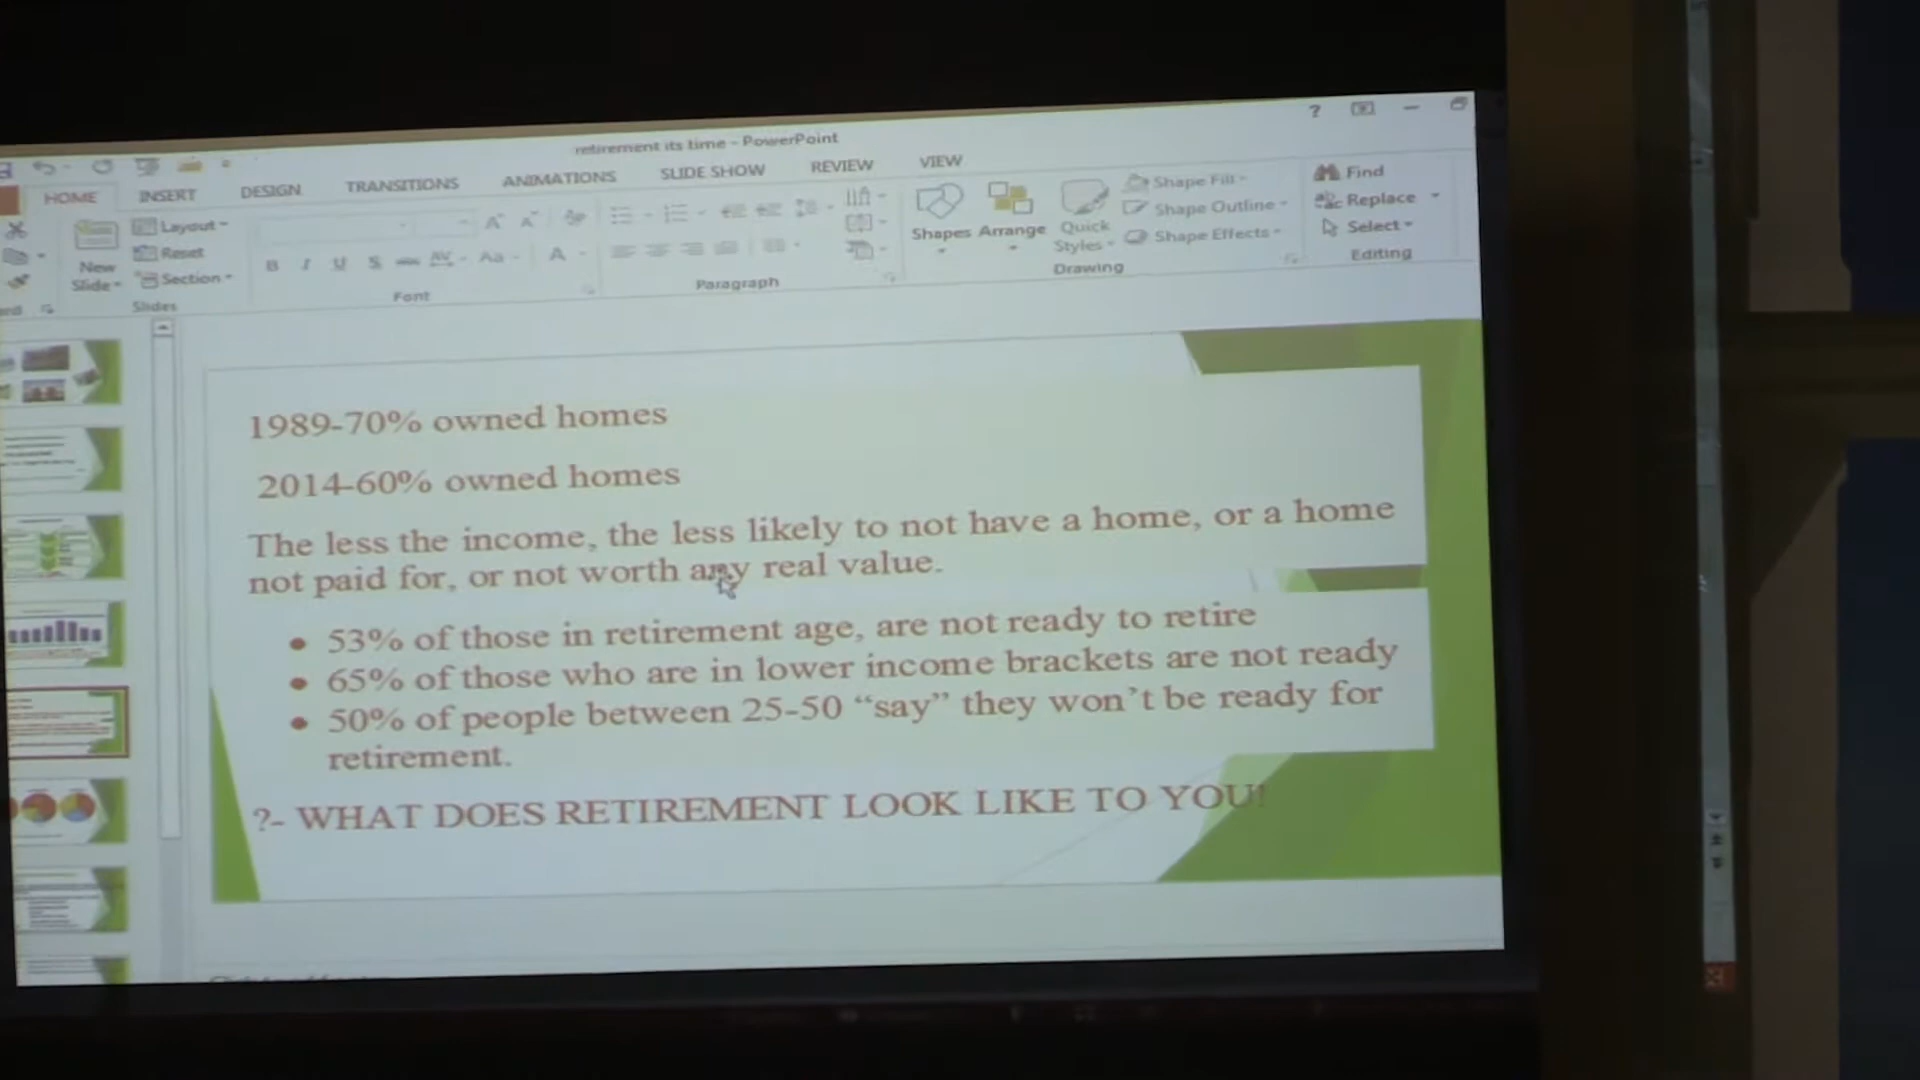 retirement its time - PowerPoint
HOME INSERT DESIGN TRANSITIONS ANIMATIONS SLIDE SHOW REVIEW VIEW
New Slide
Layout
Reset
Section
Slides
Font
Paragraph
Shapes Arrange Quick Styles
Shape Fill
Shape Outline
Shape Effects
Drawing
Find
Replace
Select
Editing
1989-70% owned homes
2014-60% owned homes
The less the income, the less likely to not have a home, or a home
not paid for, or not worth any real value.
• 53% of those in retirement age, are not ready to retire
• 65% of those who are in lower income brackets are not ready
• 50% of people between 25-50 “say” they won’t be ready for
retirement.
?- WHAT DOES RETIREMENT LOOK LIKE TO YOU!